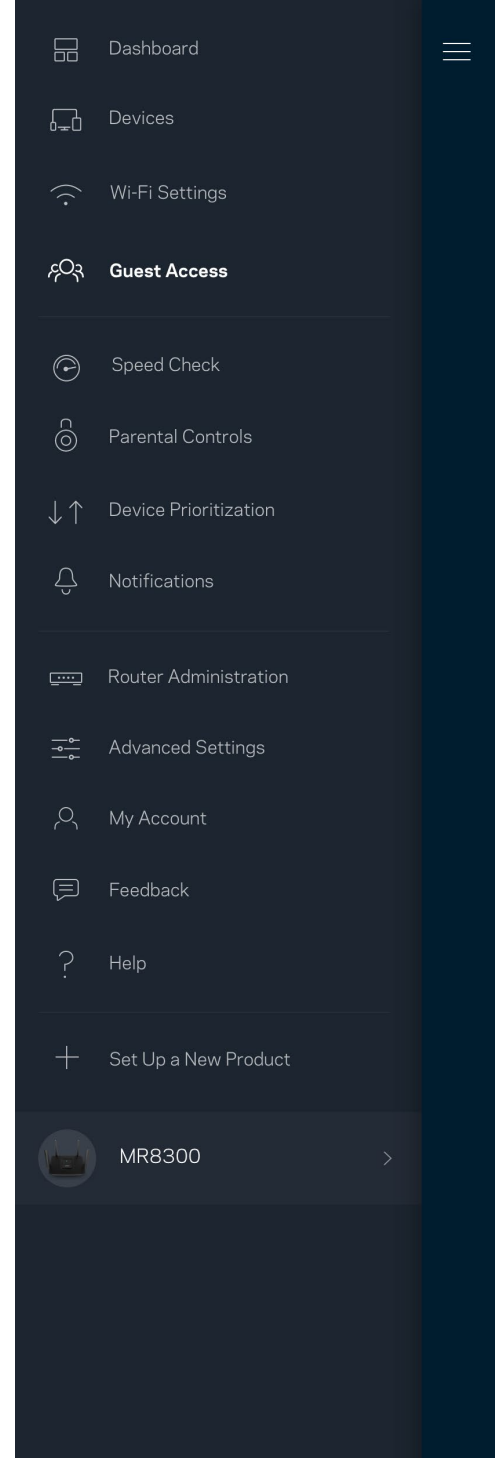 Dashboard
Devices
Wi-Fi Settings
Guest Access
Speed Check
Parental Controls
Device Prioritization
Notifications
Router Administration
Advanced Settings
My Account
Feedback
Help
Set Up a New Product
MR8300